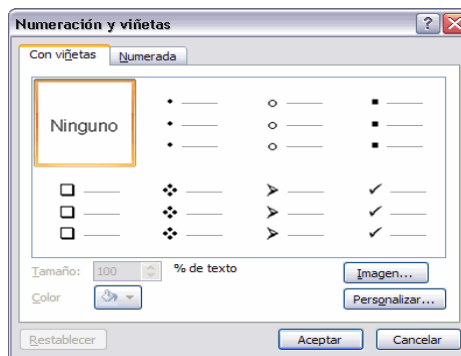 Numeración y viñetas
Con viñetas Numerada
Ninguno
Tamaño: 100 % de texto Imagen...
Color Personalizar...
Restablecer Aceptar Cancelar